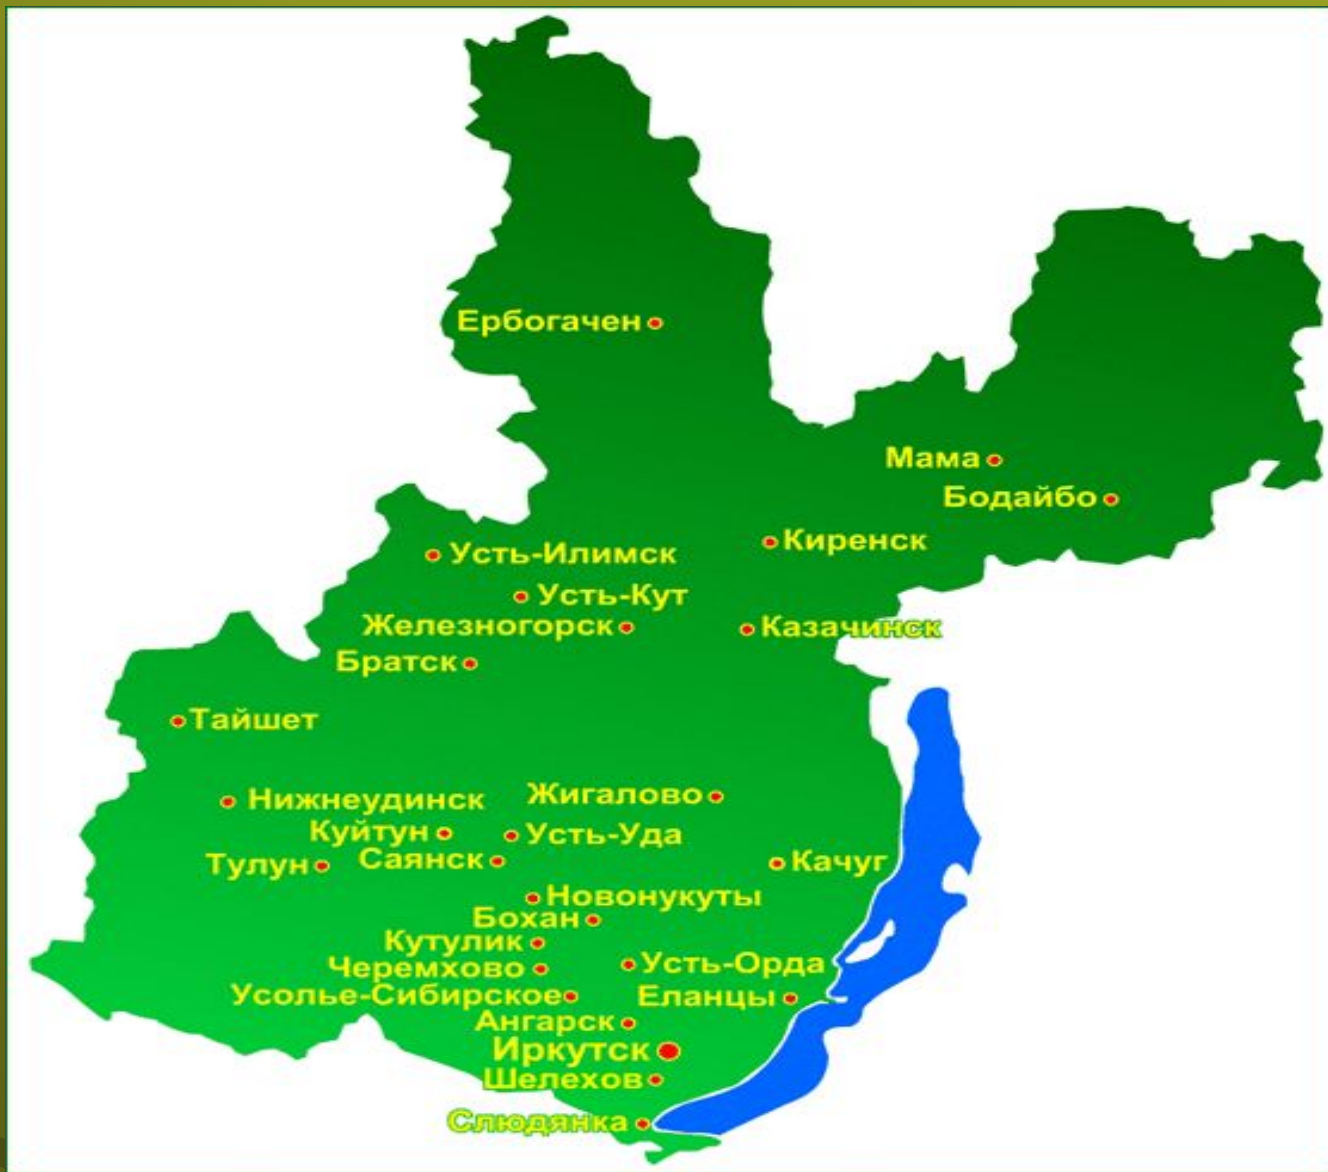 Ербогачен
Мама
Бодайбо
Киренск
Усть-Илимск
Усть-Кут
Железногорск
Казачинск
Братск
Тайшет
Нижнеудинск
Жигалово
Куйтун
Усть-Уда
Тулун
Саянск
Качуг
Новонукуты
Бохан
Кутулик
Черемхово
Усть-Орда
Усолье-Сибирское
Еланцы
Ангарск
Иркутск
Шелехов
Слюдянка